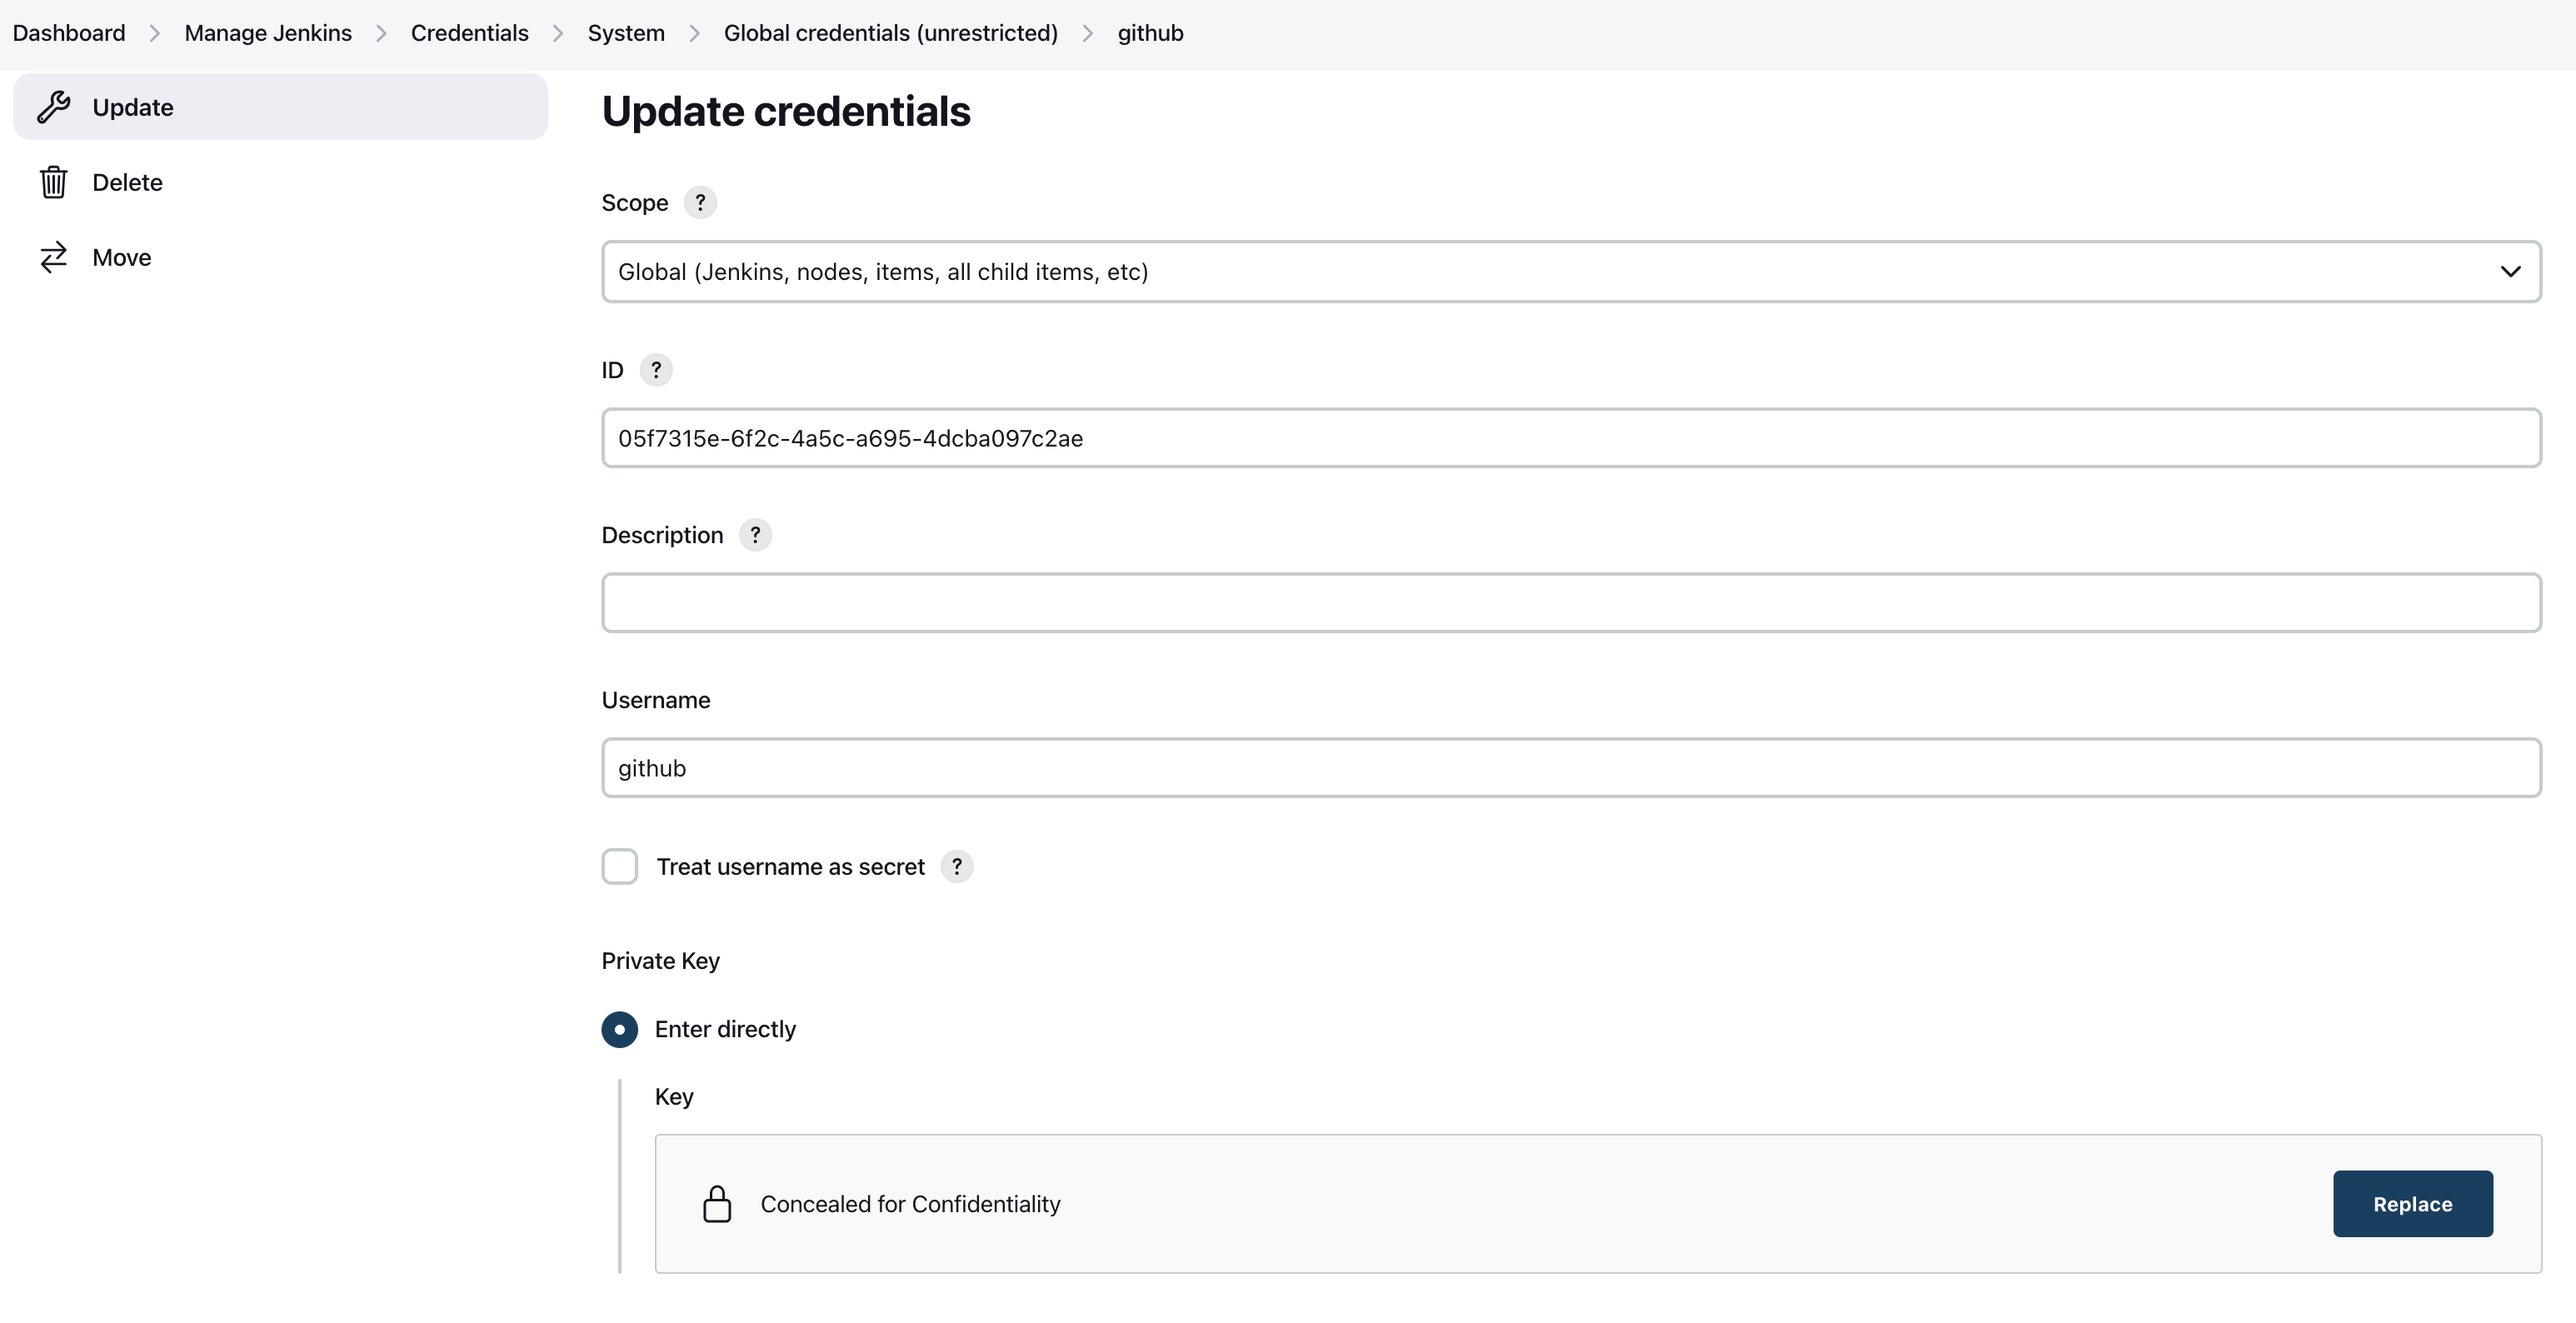 Dashboard > Manage Jenkins > Credentials > System > Global credentials (unrestricted) > github
Update
Delete
Move
Update credentials
Scope ?
Global (Jenkins, nodes, items, all child items, etc)
ID ?
05f7315e-6f2c-4a5c-a695-4dcba097c2ae
Description ?
Username
github
Treat username as secret ?
Private Key
Enter directly
Key
Concealed for Confidentiality
Replace